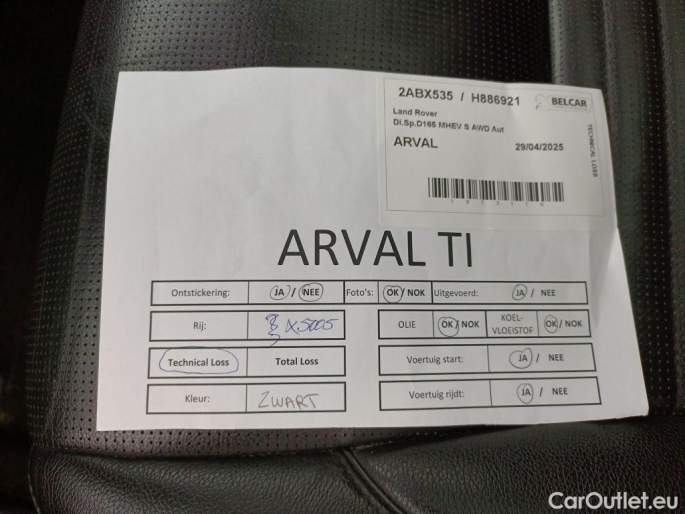 2ABX535 / H886921 BELCAR
Land Rover
Di.Sp.D165 MHEV S AWD Aut
ARVAL 29/04/2025
TECHNICAL LOSS
ARVAL TI
Ontstickering: JA / NEE Foto's: OK / NOK Uitgevoerd: JA / NEE
Rij: X5005 OLIE OK / NOK KOEL-
VLOEISTOF OK / NOK
Technical Loss Total Loss Voertuig start: JA / NEE
Kleur: ZWART Voertuig rijdt: JA / NEE
CarOutlet.eu